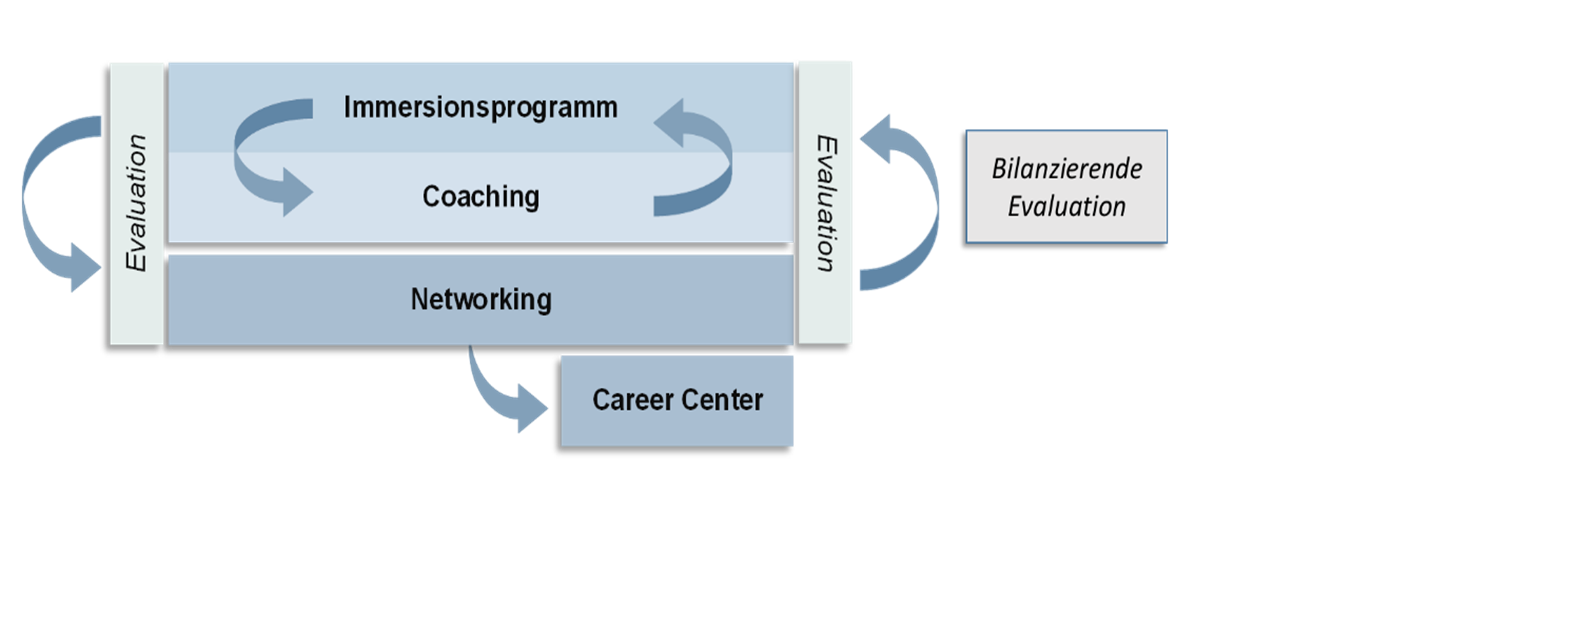 Evaluation
Immersionsprogramm
Coaching
Networking
Career Center
Evaluation
Bilanzierende
Evaluation